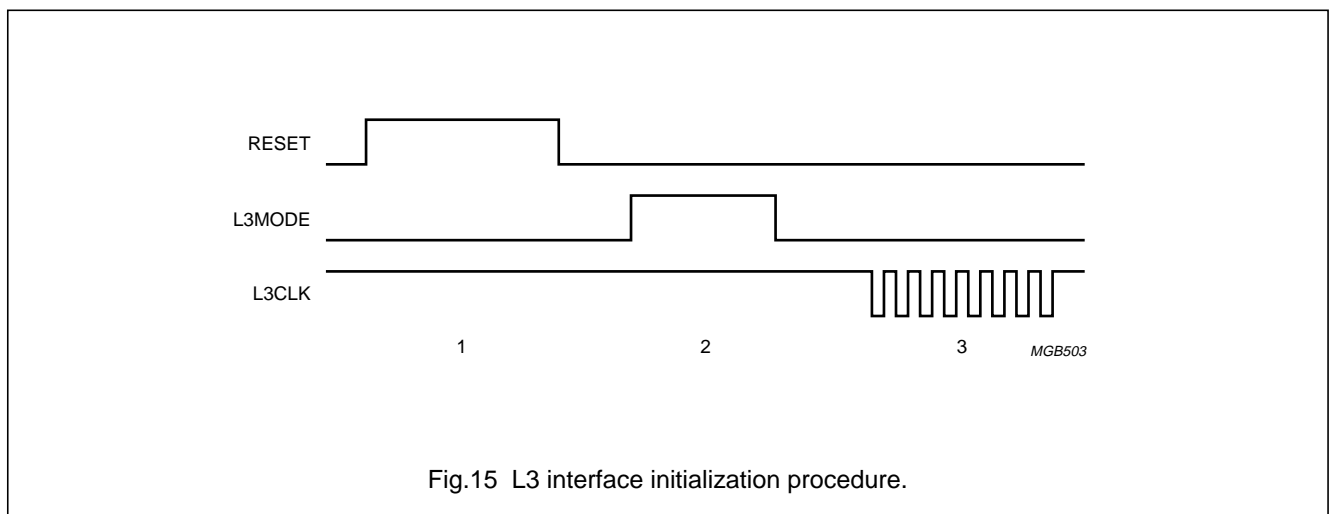 RESET
L3MODE
L3CLK
1 2 3 MGB503
Fig.15 L3 interface initialization procedure.